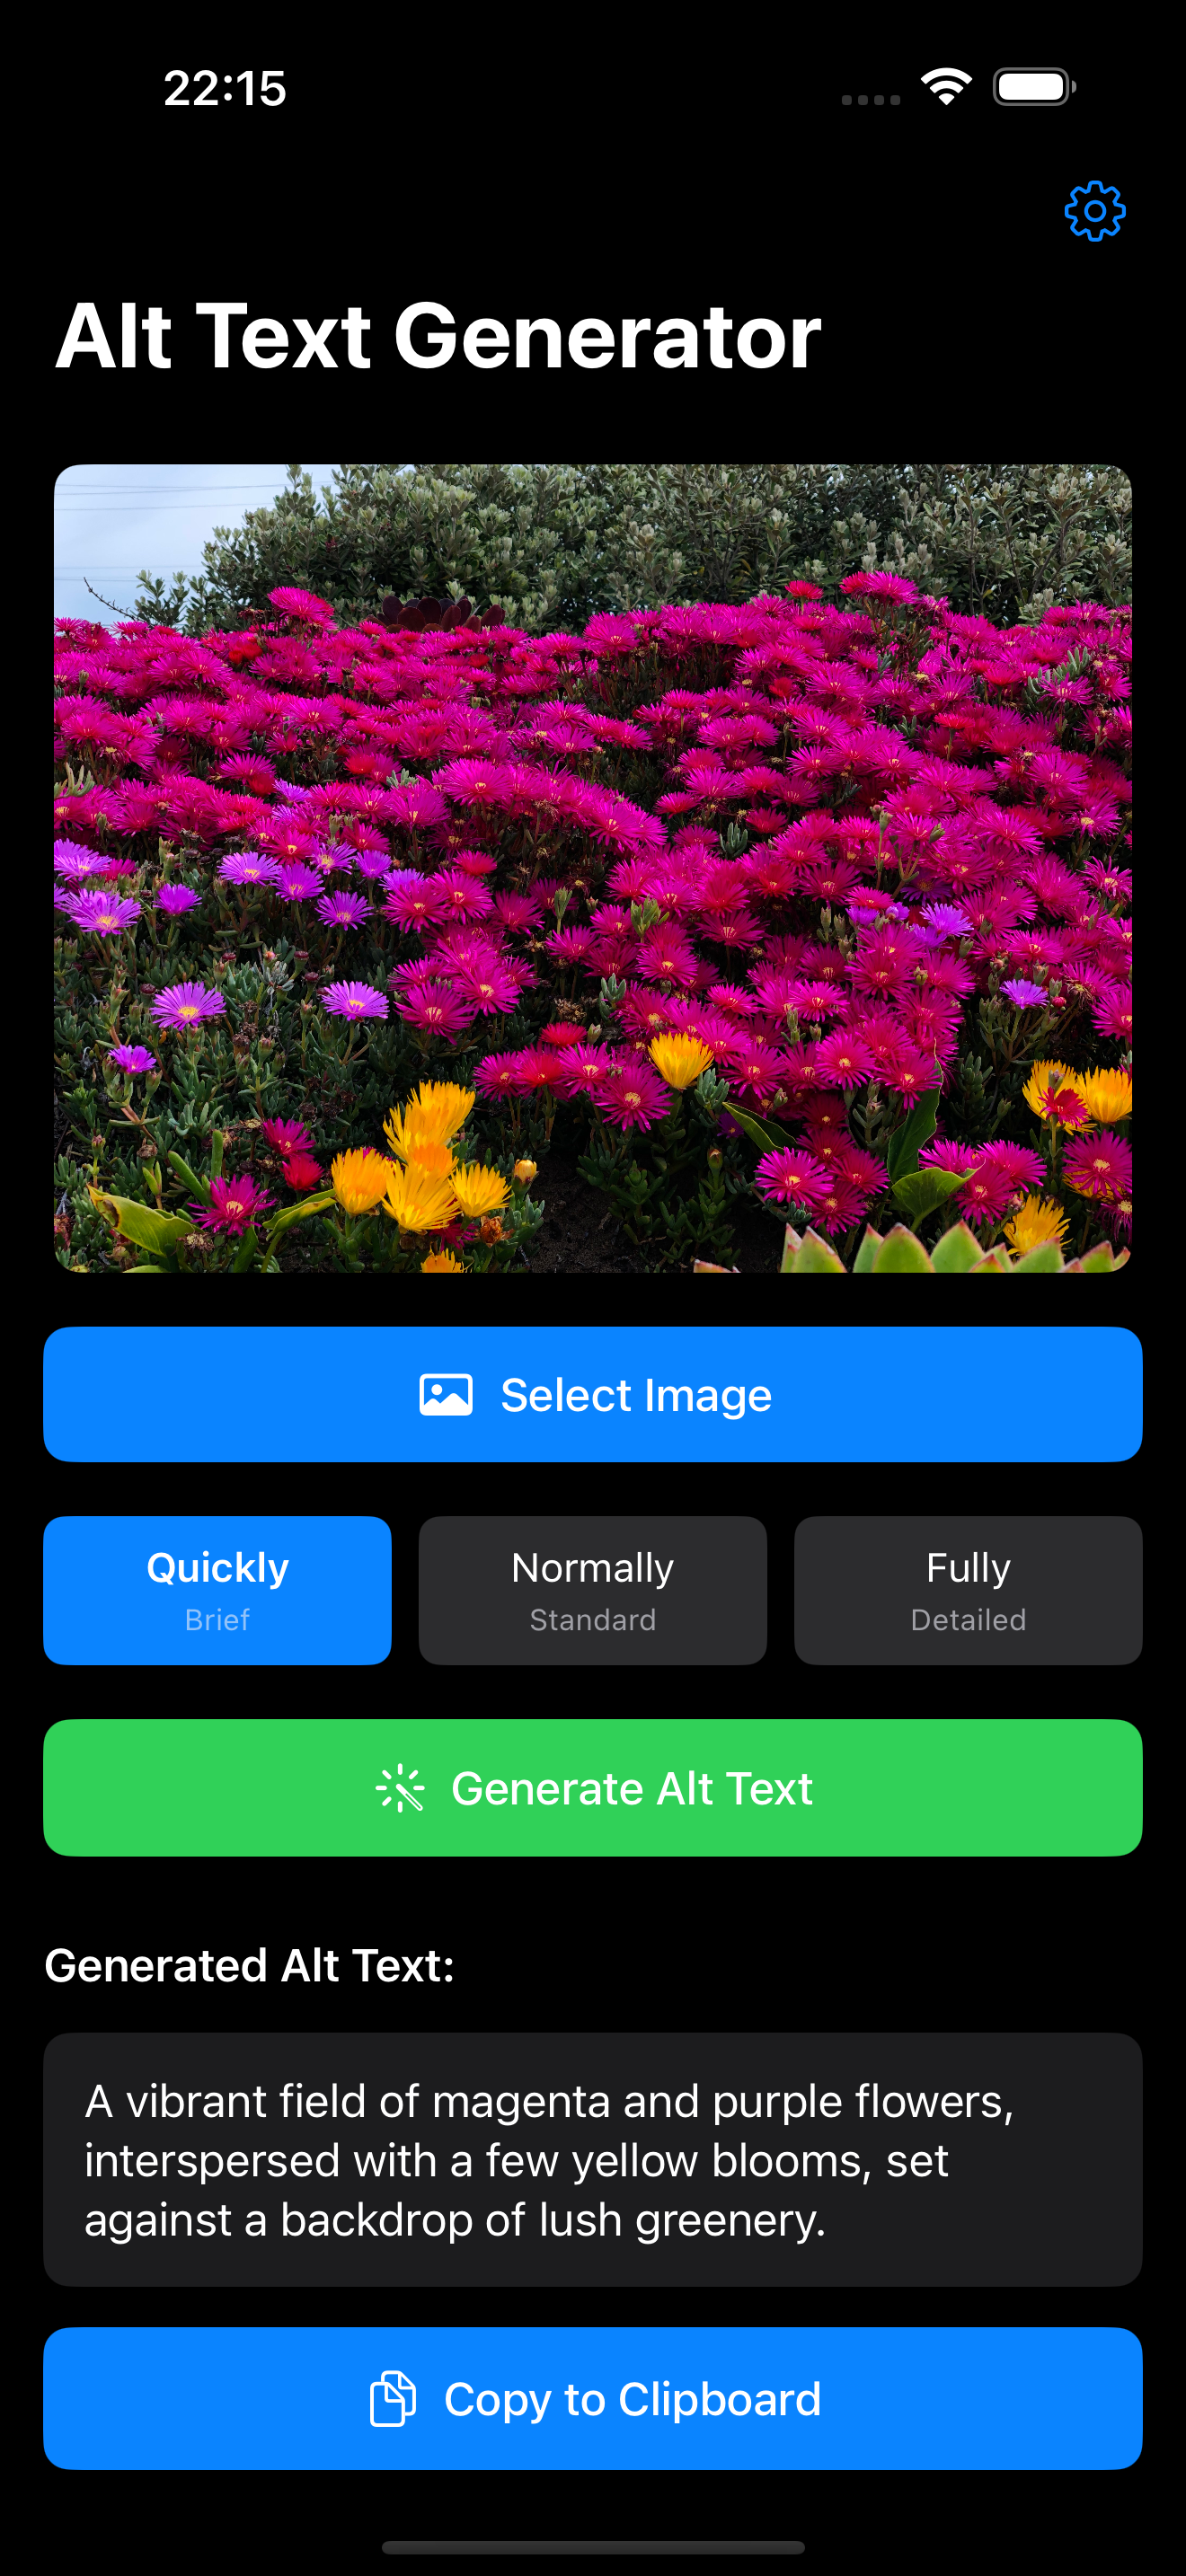 22:15
Alt Text Generator
Select Image
Quickly
Brief
Normally
Standard
Fully
Detailed
Generate Alt Text
Generated Alt Text:
A vibrant field of magenta and purple flowers,
interspersed with a few yellow blooms, set
against a backdrop of lush greenery.
Copy to Clipboard